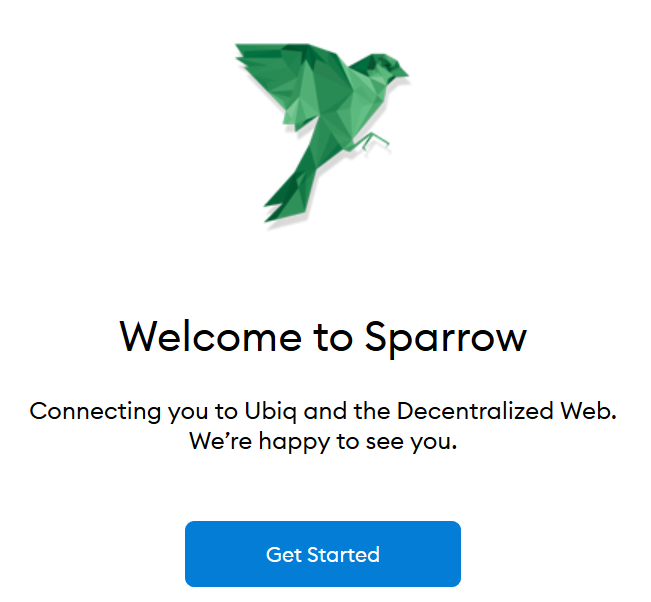 Welcome to Sparrow
Connecting you to Ubiq and the Decentralized Web.
We’re happy to see you.
Get Started